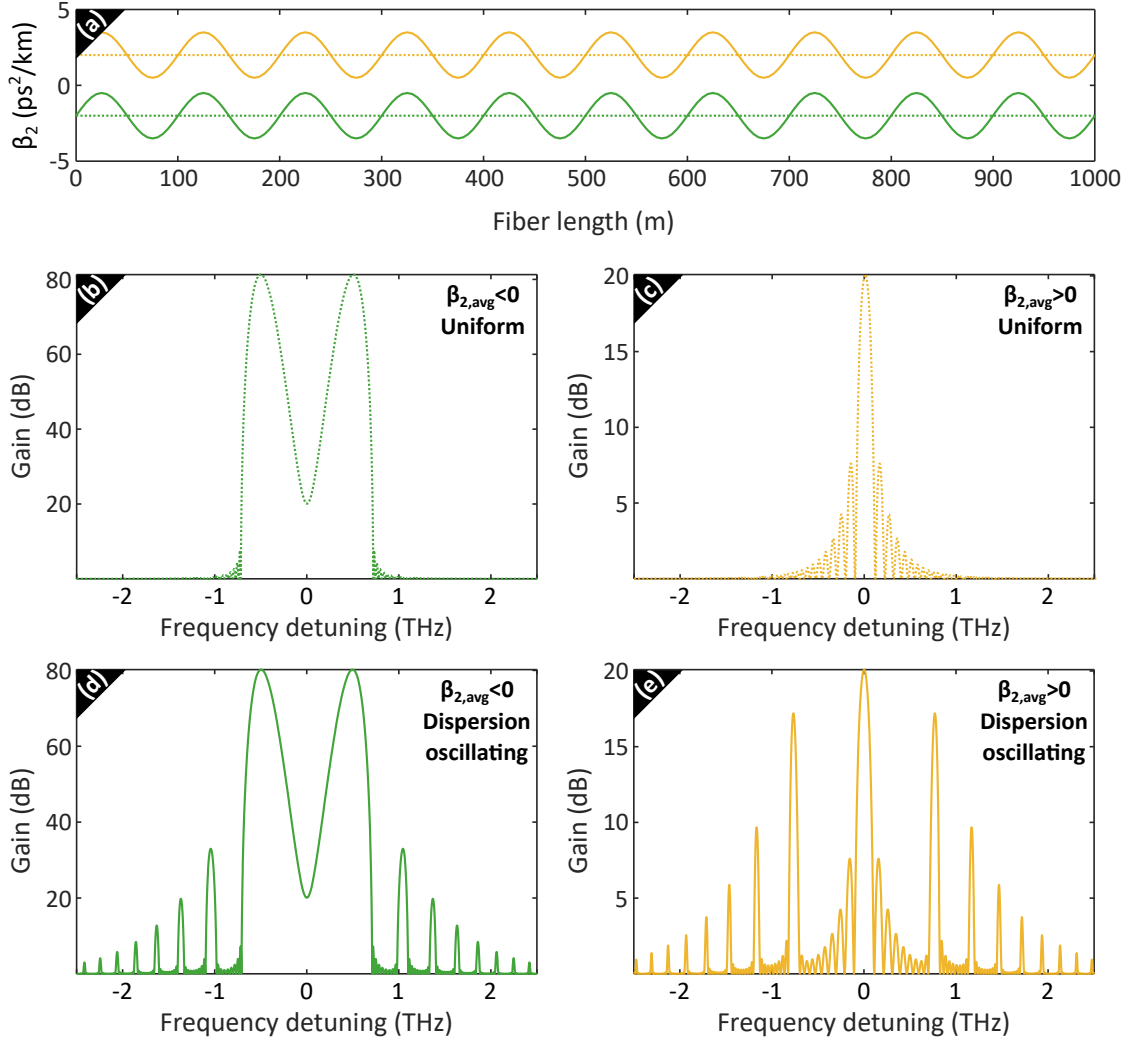 (a)
β2 (ps²/km)
5
0
-5
0 100 200 300 400 500 600 700 800 900 1000
Fiber length (m)
(b)
β2,avg<0
Uniform
Gain (dB)
80
60
40
20
-2 -1 0 1 2
Frequency detuning (THz)
(c)
β2,avg>0
Uniform
Gain (dB)
20
15
10
5
-2 -1 0 1 2
Frequency detuning (THz)
(d)
β2,avg<0
Dispersion
oscillating
Gain (dB)
80
60
40
20
-2 -1 0 1 2
Frequency detuning (THz)
(e)
β2,avg>0
Dispersion
oscillating
Gain (dB)
20
15
10
5
-2 -1 0 1 2
Frequency detuning (THz)